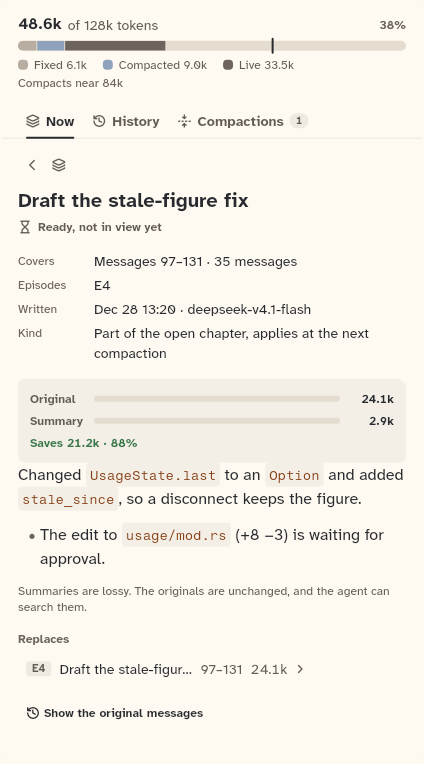 48.6k of 128k tokens 38%
Fixed 6.1k Compacted 9.0k Live 33.5k
Compacts near 84k
Now History Compactions 1
Draft the stale-figure fix
Ready, not in view yet
Covers Messages 97–131 · 35 messages
Episodes E4
Written Dec 28 13:20 · deepseek-v4.1-flash
Kind Part of the open chapter, applies at the next
compaction
Original 24.1k
Summary 2.9k
Saves 21.2k · 88%
Changed UsageState.last to an Option and added
stale_since, so a disconnect keeps the figure.
• The edit to usage/mod.rs (+8 −3) is waiting for
approval.
Summaries are lossy. The originals are unchanged, and the agent can
search them.
Replaces
E4 Draft the stale-figur... 97–131 24.1k
Show the original messages